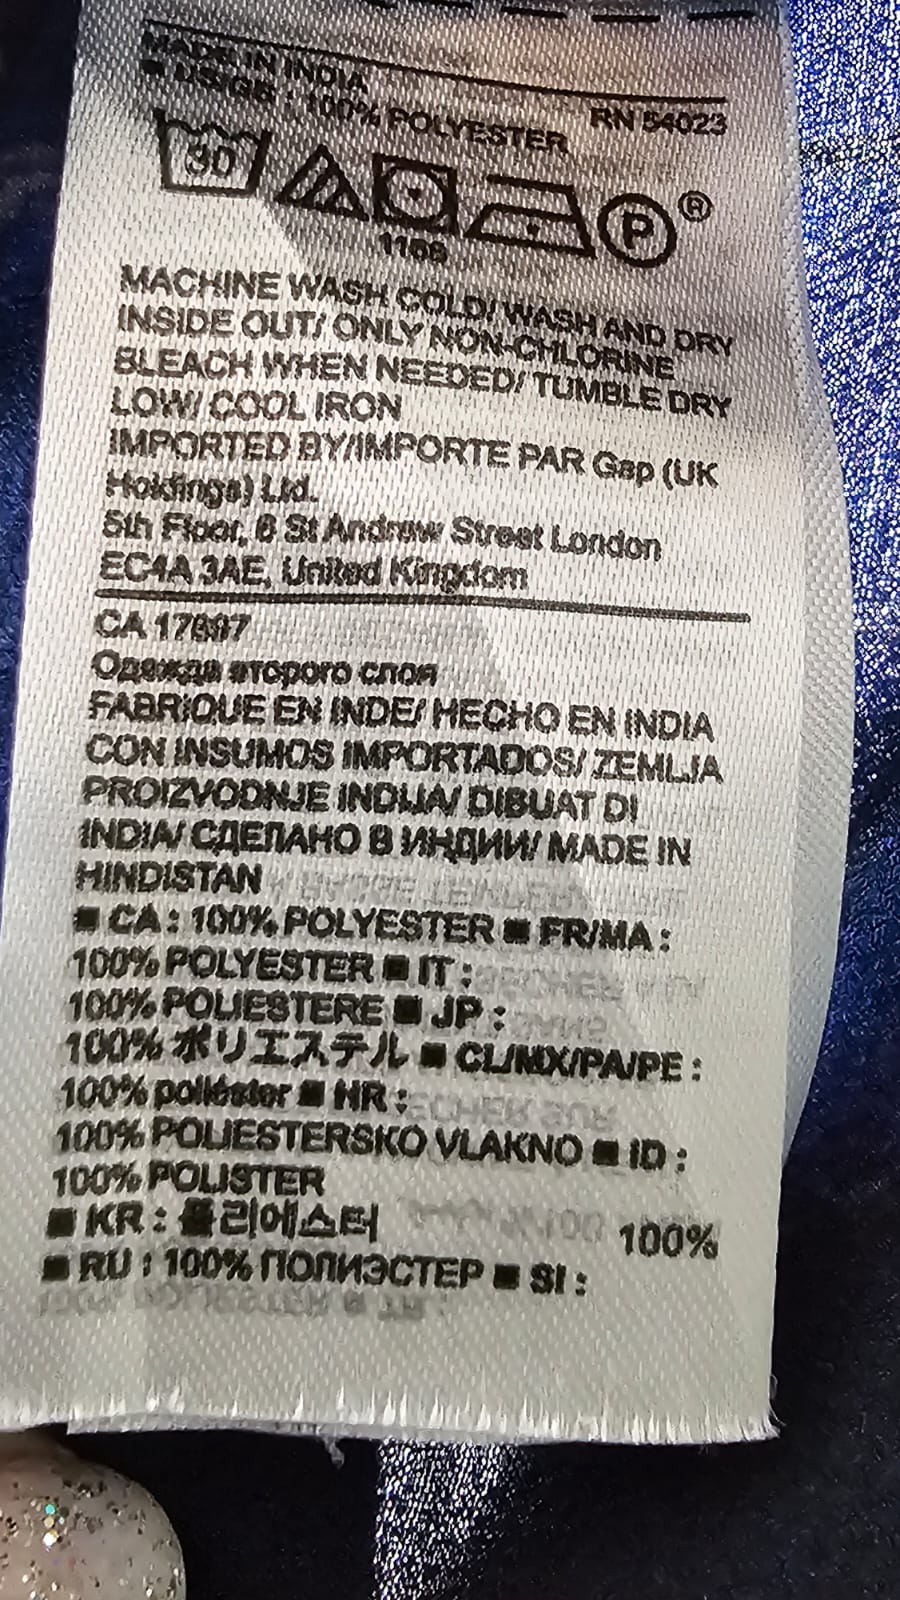 MADE IN INDIA
RN 54023
■ US/GB : 100% POLYESTER
30
P ®
1168
MACHINE WASH COLD/ WASH AND DRY
INSIDE OUT/ ONLY NON-CHLORINE
BLEACH WHEN NEEDED/ TUMBLE DRY
LOW/ COOL IRON
IMPORTED BY/IMPORTE PAR Gap (UK
Holdings) Ltd.
5th Floor, 6 St Andrew Street London
EC4A 3AE, United Kingdom
CA
Одежда второго слоя
FABRIQUE EN INDE/ HECHO EN INDIA
CON INSUMOS IMPORTADOS/ ZEMLJA
PROIZVODNJE INDIJA/ DIBUAT DI
INDIA/ СДЕЛАНО В ИНДИИ/ MADE IN
HINDISTAN
■ CA : 100% POLYESTER ■ FR/MA :
100% POLYESTER ■ IT :
100% POLIESTERE ■ JP :
100% ポリエステル ■ CL/MX/PA/PE :
100% poliéster ■ HR :
100% POLIESTERSKO VLAKNO ■ ID :
100% POLISTER
■ KR : 폴리에스터 100%
■ RU : 100% ПОЛИЭСТЕР ■ SI :